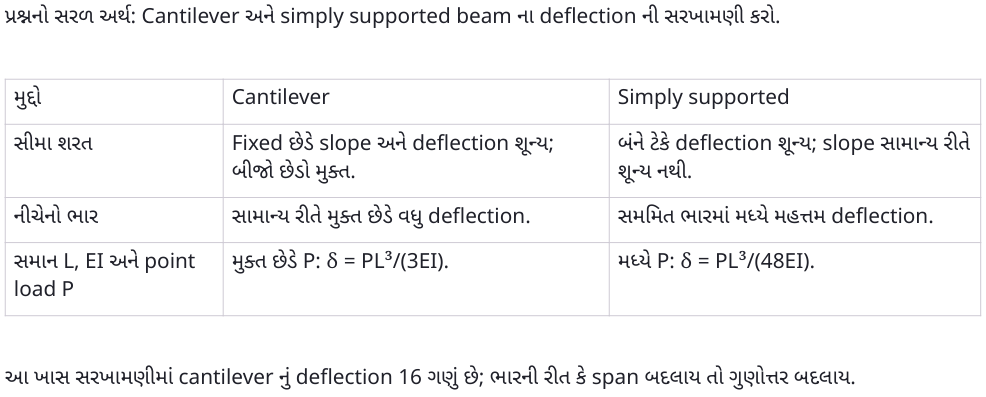 પ્રશ્નનો સરળ અર્થ: Cantilever અને simply supported beam ના deflection ની સરખામણી કરો.
મુદ્દો Cantilever Simply supported
સીમા શરત Fixed છેડે slope અને deflection શૂન્ય; બંને ટેકે deflection શૂન્ય; slope સામાન્ય રીતે
બીજો છેડો મુક્ત. શૂન્ય નથી.
નીચેનો ભાર સામાન્ય રીતે મુક્ત છેડે વધુ deflection. સમમિત ભારમાં મધ્યે મહત્તમ deflection.
સમાન L, EI અને point મુક્ત છેડે P: δ = PL³/(3EI). મધ્યે P: δ = PL³/(48EI).
load P
આ ખાસ સરખામણીમાં cantilever નું deflection 16 ગણું છે; ભારની રીત કે span બદલાય તો ગુણોત્તર બદલાય.